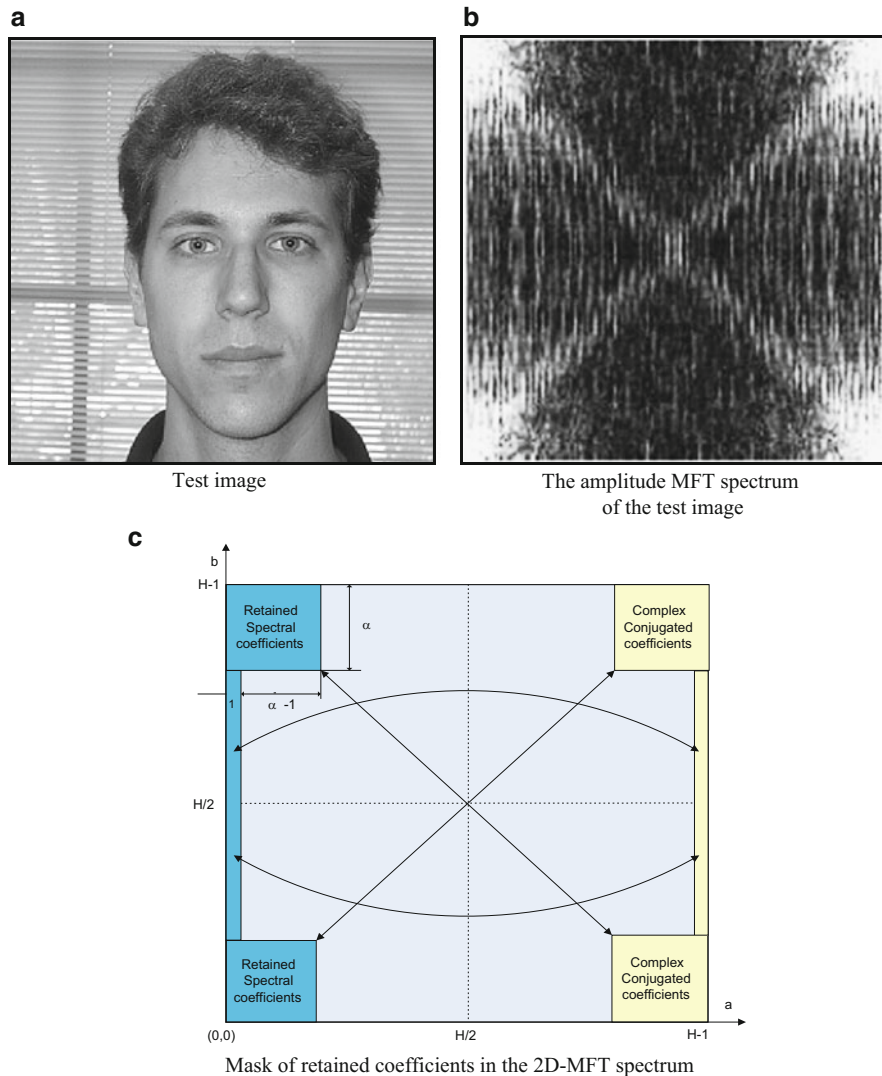 a
b
Test image
The amplitude MFT spectrum
of the test image
c
b
H-1
Retained
Spectral
coefficients
α
Complex
Conjugated
coefficients
1
α -1
H/2
Retained
Spectral
coefficients
Complex
Conjugated
coefficients
a
(0,0)
H/2
H-1
Mask of retained coefficients in the 2D-MFT spectrum